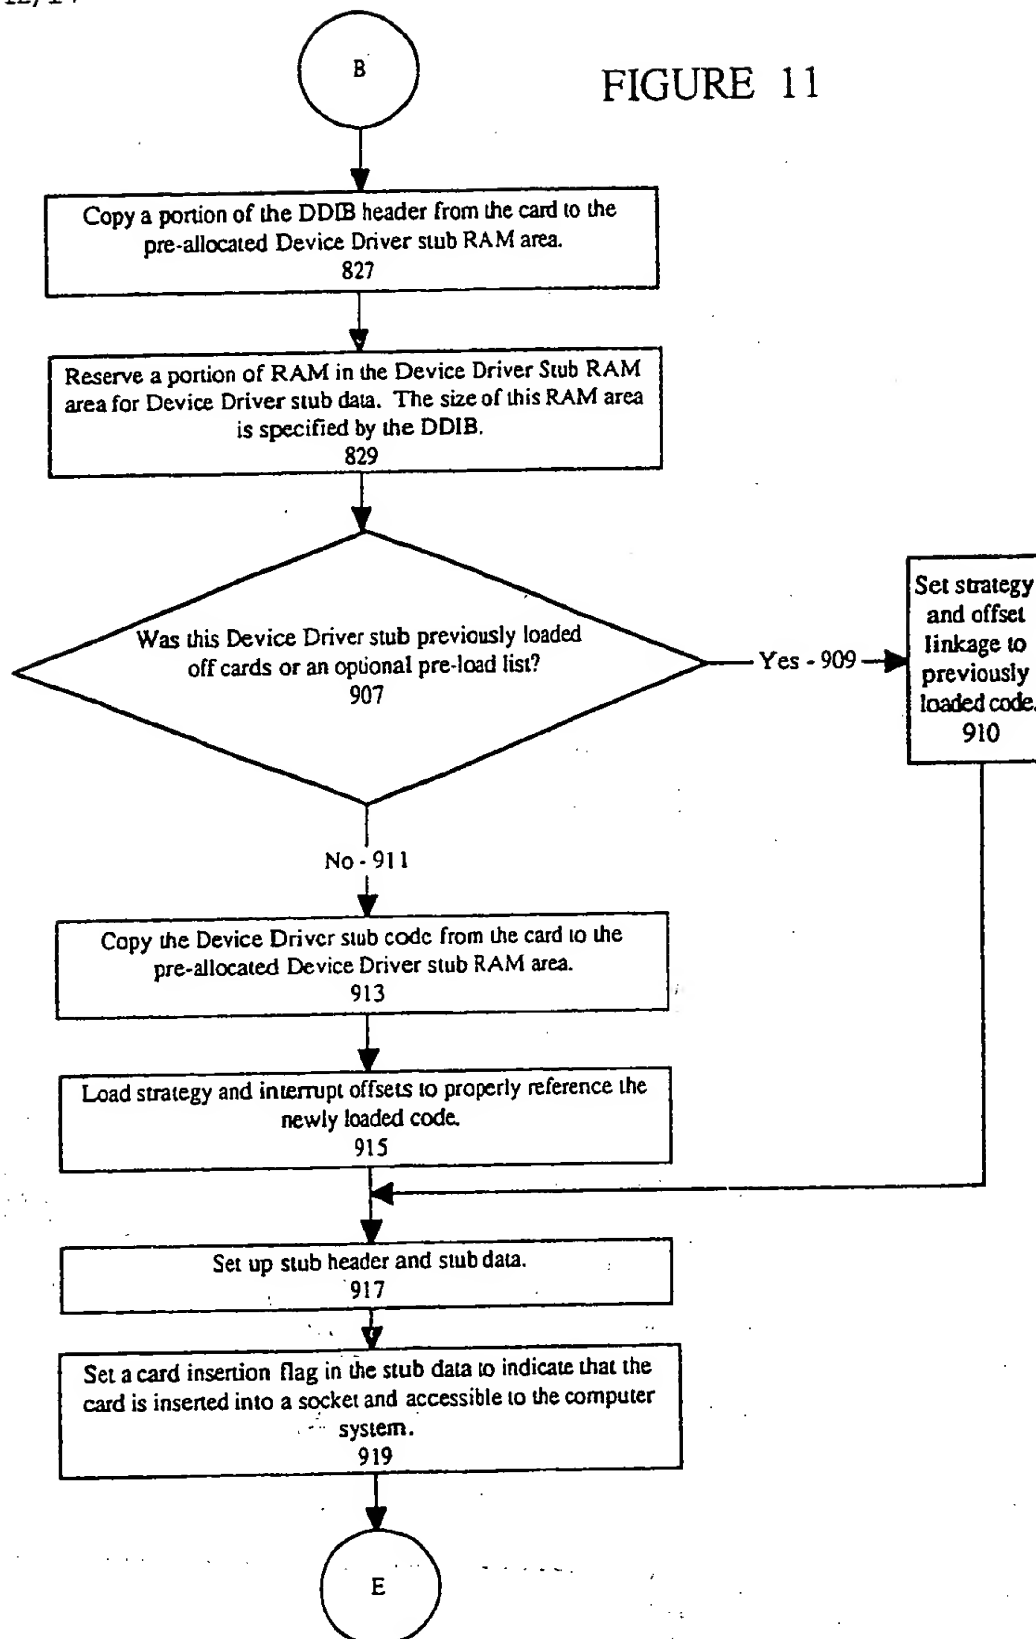 B
FIGURE 11
Copy a portion of the DDIB header from the card to the
pre-allocated Device Driver stub RAM area.
827
Reserve a portion of RAM in the Device Driver Stub RAM
area for Device Driver stub data. The size of this RAM area
is specified by the DDIB.
829
Was this Device Driver stub previously loaded
off cards or an optional pre-load list?
907
Yes - 909
Set strategy
and offset
linkage to
previously
loaded code.
910
No - 911
Copy the Device Driver stub code from the card to the
pre-allocated Device Driver stub RAM area.
913
Load strategy and interrupt offsets to properly reference the
newly loaded code.
915
Set up stub header and stub data.
917
Set a card insertion flag in the stub data to indicate that the
card is inserted into a socket and accessible to the computer
system.
919
E